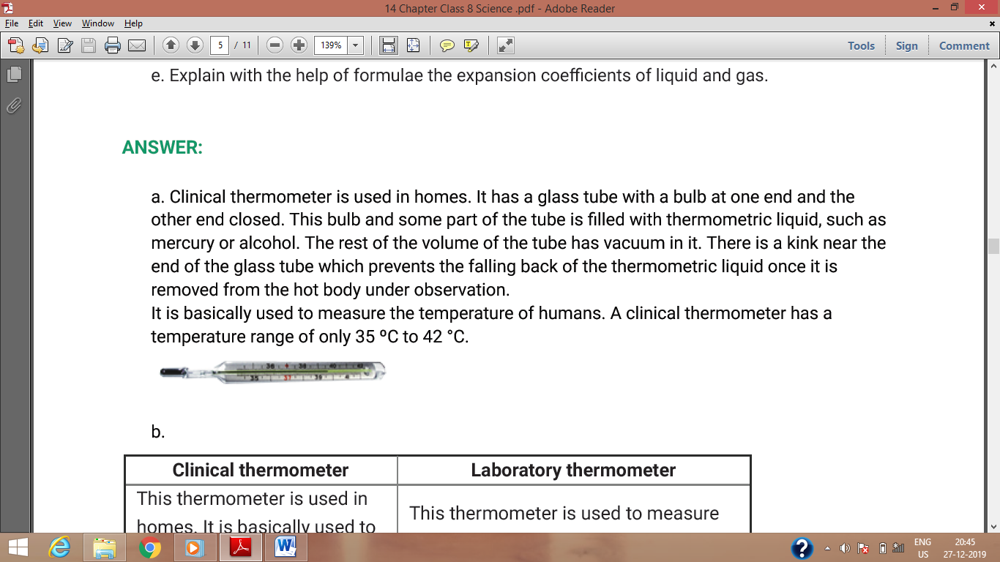 14 Chapter Class 8 Science .pdf - Adobe Reader
File Edit View Window Help
5 / 11 139% Tools Sign Comment
e. Explain with the help of formulae the expansion coefficients of liquid and gas.
ANSWER:
a. Clinical thermometer is used in homes. It has a glass tube with a bulb at one end and the
other end closed. This bulb and some part of the tube is filled with thermometric liquid, such as
mercury or alcohol. The rest of the volume of the tube has vacuum in it. There is a kink near the
end of the glass tube which prevents the falling back of the thermometric liquid once it is
removed from the hot body under observation.
It is basically used to measure the temperature of humans. A clinical thermometer has a
temperature range of only 35 ºC to 42 °C.
36 38 40 42
35 37 39
b.
Clinical thermometer Laboratory thermometer
This thermometer is used in
homes. It is basically used to
This thermometer is used to measure
ENG 20:45
US 27-12-2019